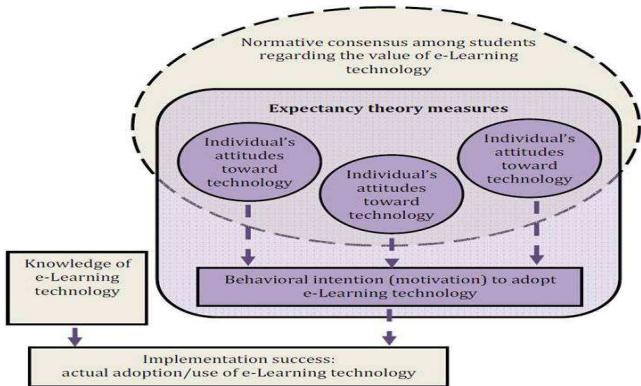 Normative consensus among students
regarding the value of e-Learning
technology
Expectancy theory measures
Individual's
attitudes
toward
technology
Individual's
attitudes
toward
technology
Individual's
attitudes
toward
technology
Knowledge of
e-Learning
technology
Behavioral intention (motivation) to adopt
e-Learning technology
Implementation success:
actual adoption/use of e-Learning technology